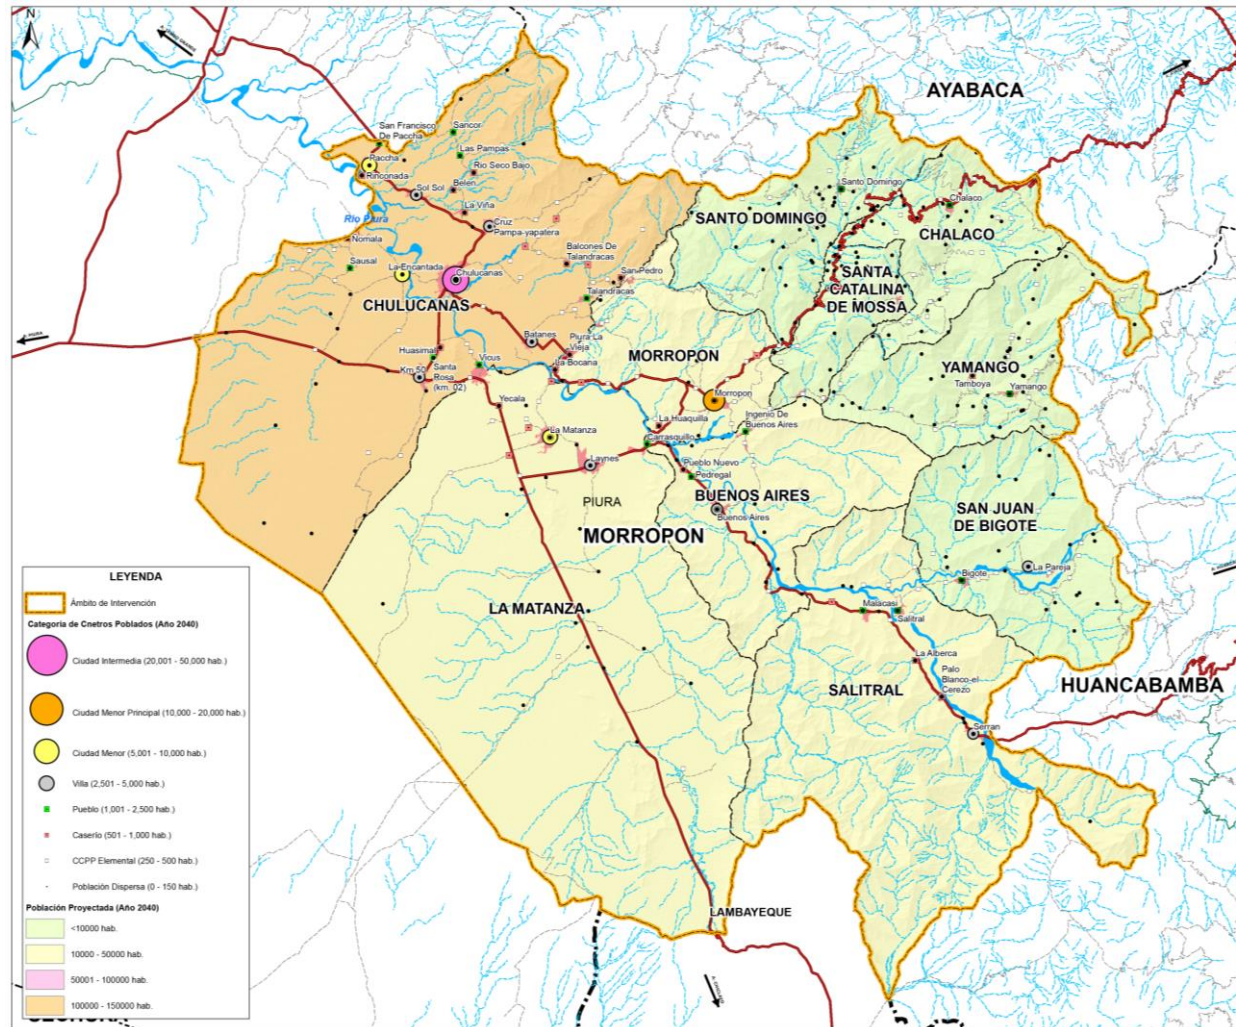 N
AYABACA
San Francisco
De Paccha
Sancor
Las Pampas
Raccha
Rinconada
Rio Seco Bajo
Belen
Sol Sol
La Viña
Santo Domingo
Chalaco
SANTO DOMINGO
CHALACO
Rio Piura
Cruz
Pampa-yapatera
Nomala
Sausal
La Encantada
Chulucanas
Balcones De
Talandracas
San Pedro
SANTA
CATALINA
DE MOSSA
CHULUCANAS
Talandracas
PIURA
Batanes
Piura La
Vieja
MORROPON
Huasimal
Vicus
La Bocana
YAMANGO
Km 50
Santa
Rosa
(km. 02)
Tamboya
Yamango
Morropon
Yecala
La Huaquilla
Ingenio De
Buenos Aires
La Matanza
Carrasquillo
Laynes
Pueblo Nuevo
Pedregal
PIURA
BUENOS AIRES
Buenos Aires
SAN JUAN
DE BIGOTE
MORROPON
La Pareja
Bigote
LA MATANZA
Malacasi
Salitral
La Alberca
Palo
Blanco-el
Cerezo
SALITRAL
HUANCABAMBA
Serran
LAMBAYEQUE
LEYENDA
Ámbito de Intervención
Categoria de Cnetros Poblados (Año 2040)
Ciudad Intermedia (20,001 - 50,000 hab.)
Ciudad Menor Principal (10,000 - 20,000 hab.)
Ciudad Menor (5,001 - 10,000 hab.)
Villa (2,501 - 5,000 hab.)
Pueblo (1,001 - 2,500 hab.)
Caserío (501 - 1,000 hab.)
CCPP Elemental (250 - 500 hab.)
Población Dispersa (0 - 150 hab.)
Población Proyectada (Año 2040)
<10000 hab.
10000 - 50000 hab.
50001 - 100000 hab.
100000 - 150000 hab.